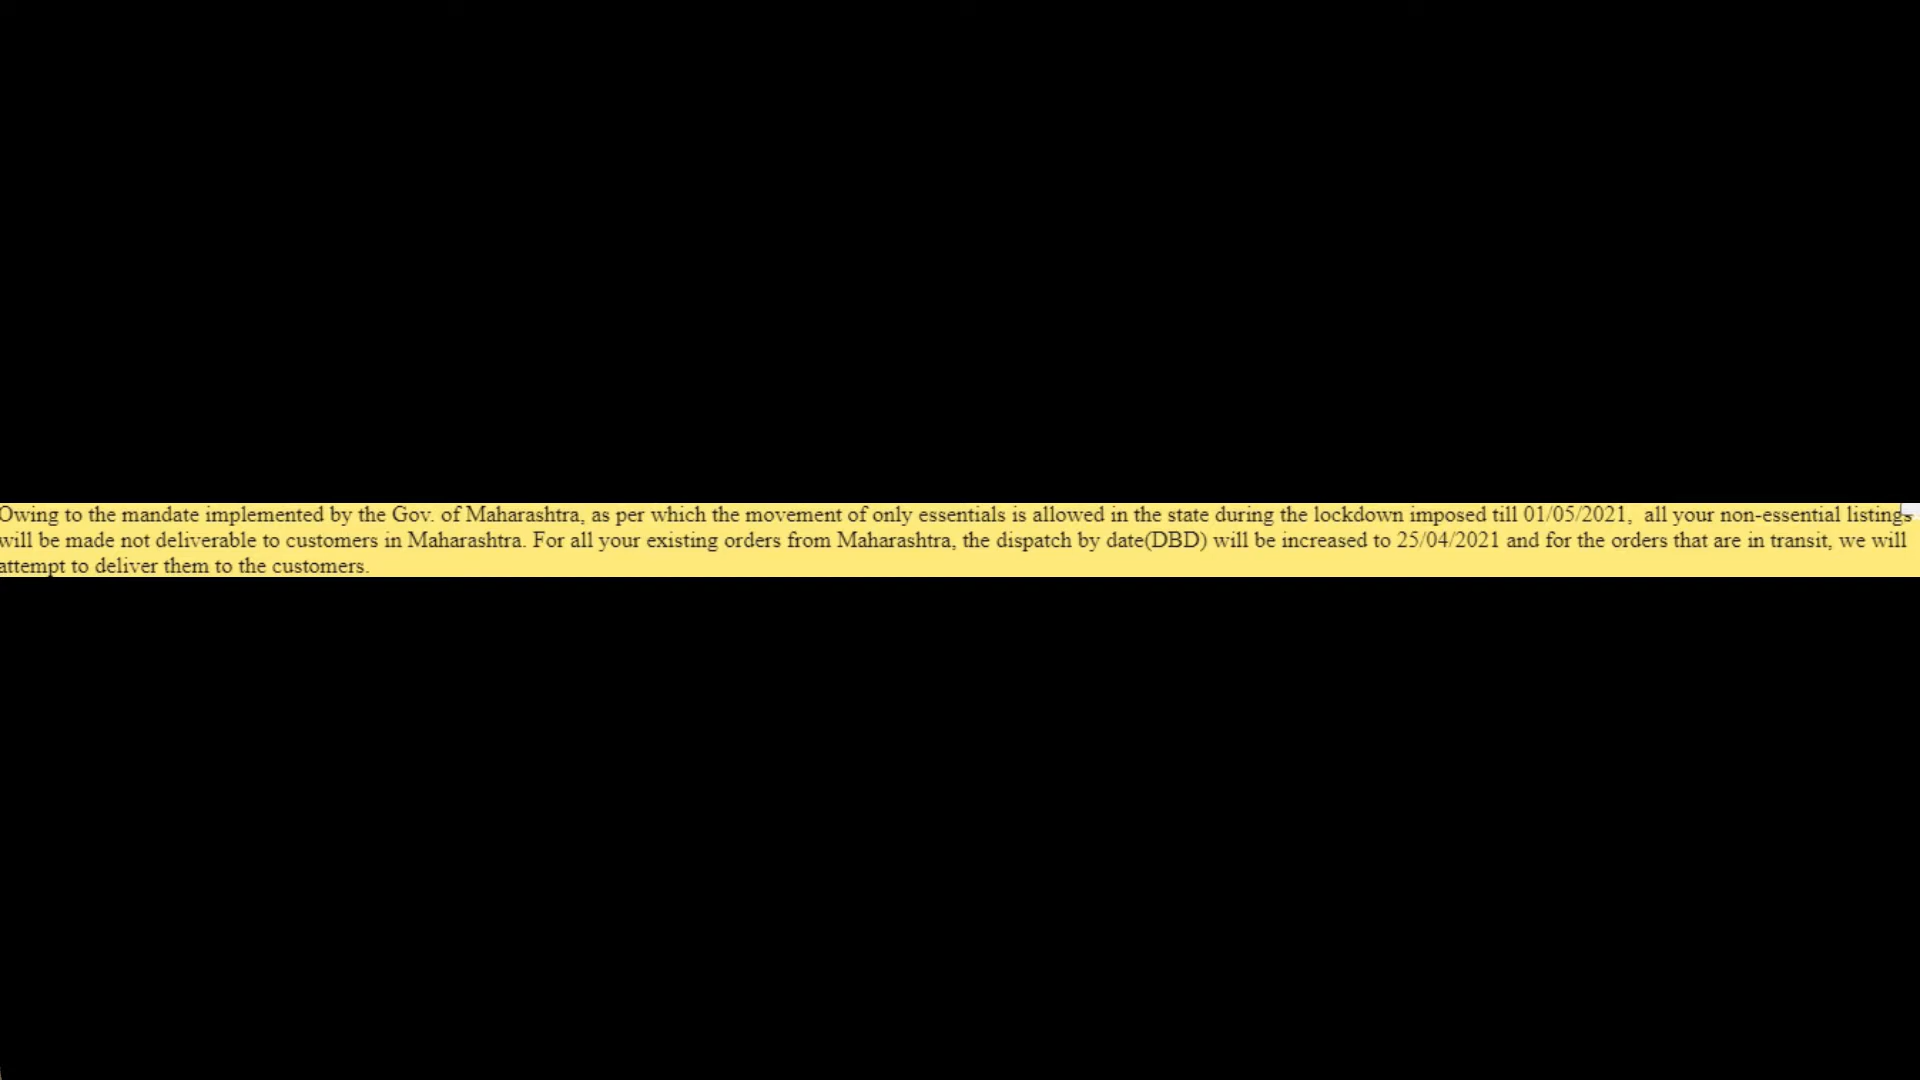 Owing to the mandate implemented by the Gov. of Maharashtra, as per which the movement of only essentials is allowed in the state during the lockdown imposed till 01/05/2021,  all your non-essential listings
will be made not deliverable to customers in Maharashtra. For all your existing orders from Maharashtra, the dispatch by date(DBD) will be increased to 25/04/2021 and for the orders that are in transit, we will
attempt to deliver them to the customers.